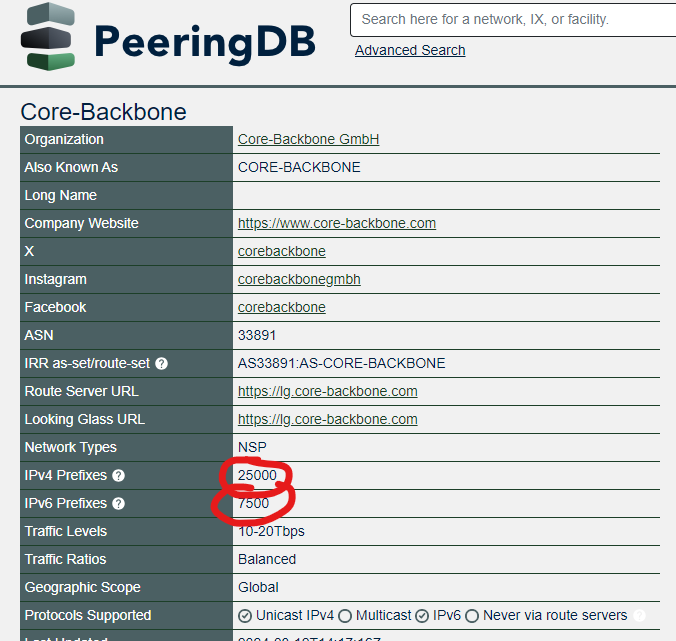 PeeringDB
Search here for a network, IX, or facility.
Advanced Search
Core-Backbone
Organization Core-Backbone GmbH
Also Known As CORE-BACKBONE
Long Name
Company Website https://www.core-backbone.com
X corebackbone
Instagram corebackbonegmbh
Facebook corebackbone
ASN 33891
IRR as-set/route-set ? AS33891:AS-CORE-BACKBONE
Route Server URL https://lg.core-backbone.com
Looking Glass URL https://lg.core-backbone.com
Network Types NSP
IPv4 Prefixes ? 25000
IPv6 Prefixes ? 7500
Traffic Levels 10-20Tbps
Traffic Ratios Balanced
Geographic Scope Global
Protocols Supported Unicast IPv4 Multicast IPv6 Never via route servers ?